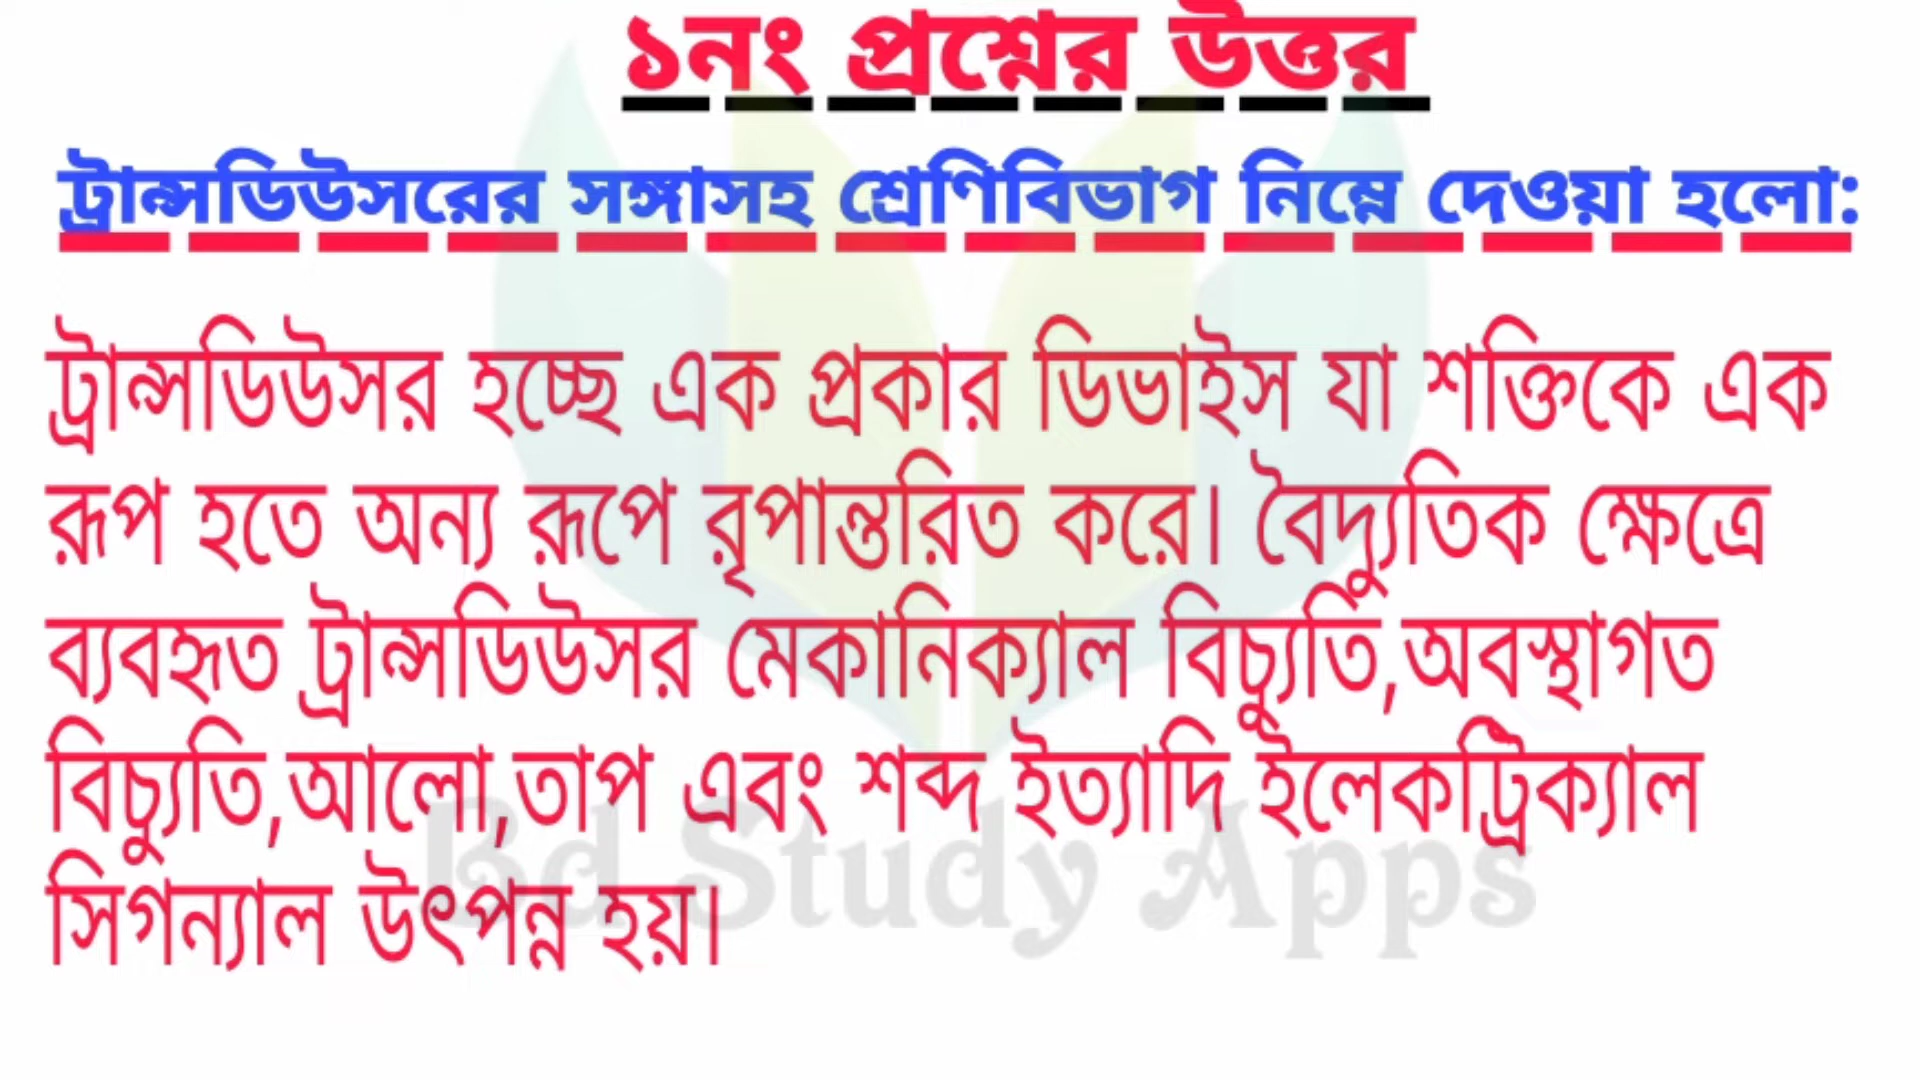 ১নং প্রশ্নের উত্তর
ট্রান্সডিউসরের সঙ্গাসহ শ্রেণিবিভাগ নিম্নে দেওয়া হলো:
ট্রান্সডিউসর হচ্ছে এক প্রকার ডিভাইস যা শক্তিকে এক
রূপ হতে অন্য রূপে রৃপান্তরিত করে। বৈদ্যুতিক ক্ষেত্রে
ব্যবহৃত ট্রান্সডিউসর মেকানিক্যাল বিচ্যুতি,অবস্থাগত
বিচ্যুতি,আলো,তাপ এবং শব্দ ইত্যাদি ইলেকট্রিক্যাল
সিগন্যাল উৎপন্ন হয়।
Bd Study Apps